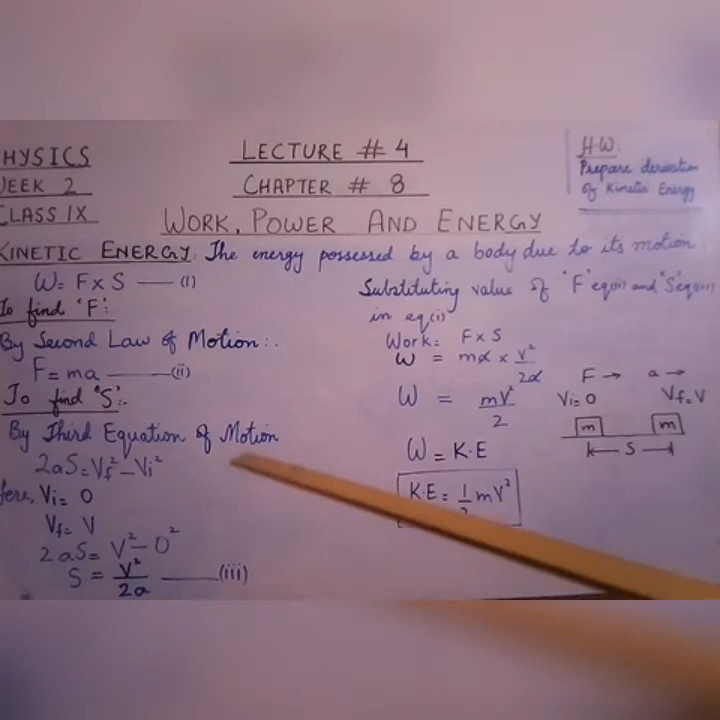 HYSICS
LECTURE # 4
H.W.
Prepare derivation
of Kinetic Energy
WEEK 2
CHAPTER # 8
CLASS IX
WORK, POWER AND ENERGY
KINETIC ENERGY: The energy possessed by a body due to its motion.
W= F x S —— (i)
To find 'F':
By Second Law of Motion:-
F= ma ——— (ii)
To find 'S':-
By Third Equation of Motion
2aS = Vf² - Vi²
Here, Vi= 0
Vf= V
2aS= V² - 0²
S = V²/2a ——— (iii)
Substituting value of 'F' eq(ii) and 'S' eq(iii)
in eq(i)
Work = F x S
W = ma x V²/2a
W = mV²/2
W = K.E
K.E = 1/2 mV²
F → a →
Vi= 0 Vf= V
m m
S